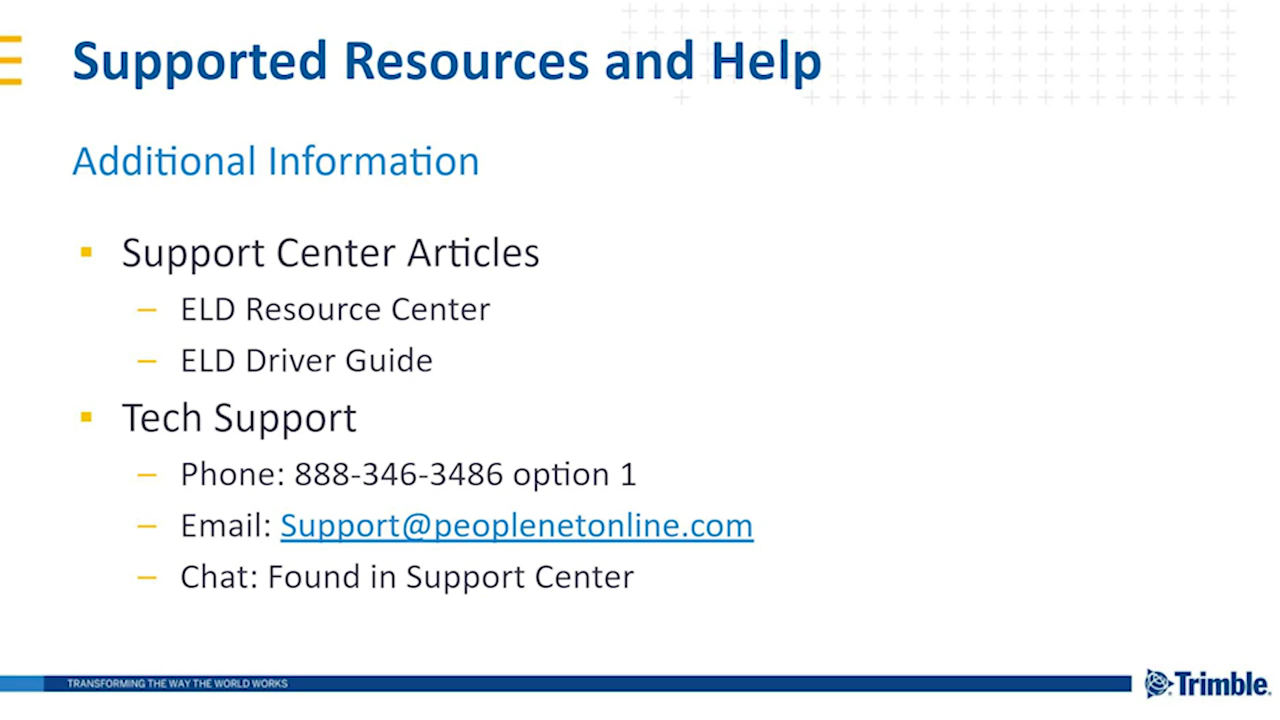 Supported Resources and Help
Additional Information
▪ Support Center Articles
– ELD Resource Center
– ELD Driver Guide
▪ Tech Support
– Phone: 888-346-3486 option 1
– Email: Support@peoplenetonline.com
– Chat: Found in Support Center
TRANSFORMING THE WAY THE WORLD WORKS
Trimble.